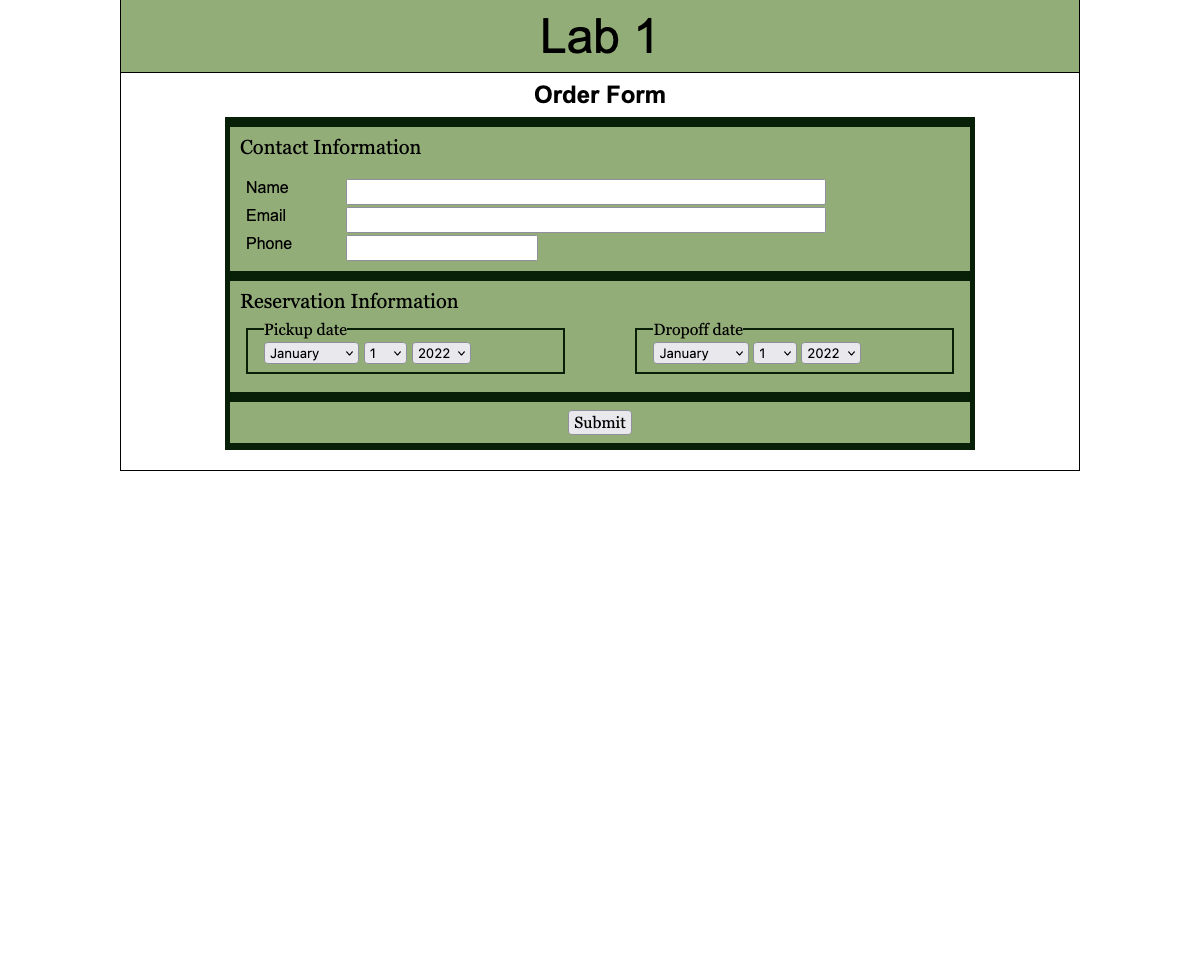 Lab 1
Order Form
Contact Information
Name
Email
Phone
Reservation Information
Pickup date
January 1 2022
Dropoff date
January 1 2022
Submit